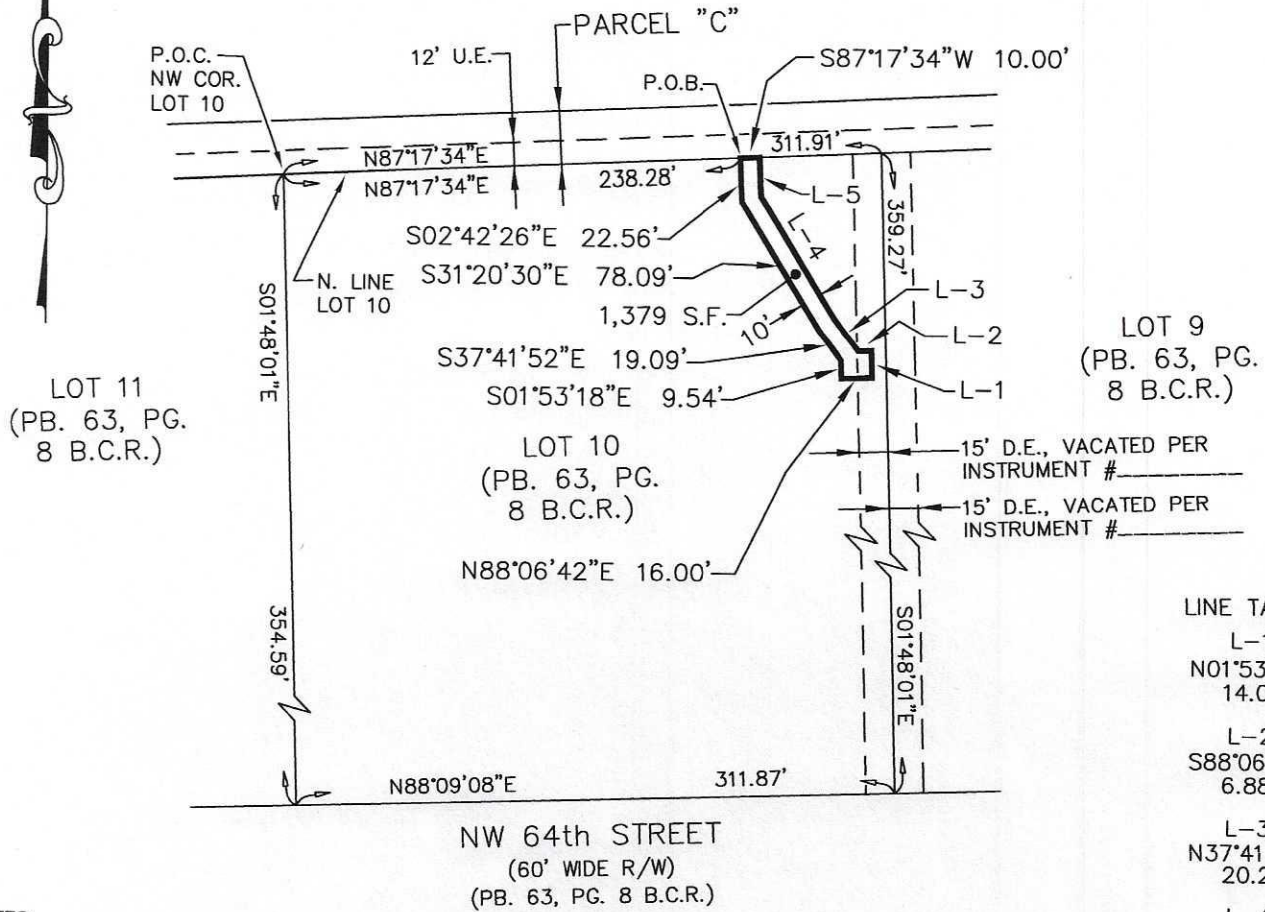 PARCEL "C"
P.O.C.
NW COR.
LOT 10
12' U.E.
P.O.B.
S87°17'34"W 10.00'
N87°17'34"E
311.91'
N87°17'34"E
238.28'
L-5
L-4
359.27'
S02°42'26"E 22.56'
N. LINE
LOT 10
S31°20'30"E 78.09'
1,379 S.F.
10'
L-3
L-2
L-1
S37°41'52"E 19.09'
S01°53'18"E 9.54'
S01°48'01"E
LOT 11
(PB. 63, PG.
8 B.C.R.)
LOT 9
(PB. 63, PG.
8 B.C.R.)
LOT 10
(PB. 63, PG.
8 B.C.R.)
15' D.E., VACATED PER
INSTRUMENT #_________
15' D.E., VACATED PER
INSTRUMENT #_________
N88°06'42"E 16.00'
354.59'
S01°48'01"E
N88°09'08"E
311.87'
NW 64th STREET
(60' WIDE R/W)
(PB. 63, PG. 8 B.C.R.)
LINE TA
L-1
N01°53
14.0
L-2
S88°06
6.88
L-3
N37°41
20.2